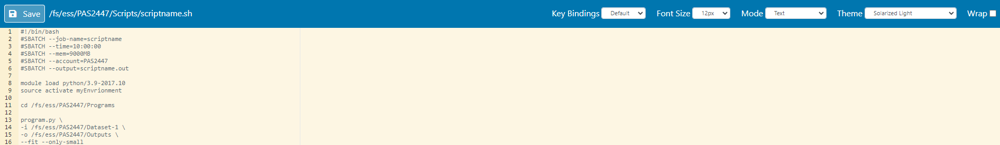 Save /fs/ess/PAS2447/Scripts/scriptname.sh Key Bindings Default Font Size 12px Mode Text Theme Solarized Light Wrap
1 #!/bin/bash
2 #SBATCH --job-name=scriptname
3 #SBATCH --time=10:00:00
4 #SBATCH --mem=9000MB
5 #SBATCH --account=PAS2447
6 #SBATCH --output=scriptname.out
7
8 module load python/3.9-2017.10
9 source activate myEnvrionment
10
11 cd /fs/ess/PAS2447/Programs
12
13 program.py \
14 -i /fs/ess/PAS2447/Dataset-1 \
15 -o /fs/ess/PAS2447/Outputs \
16 --fit --only-small